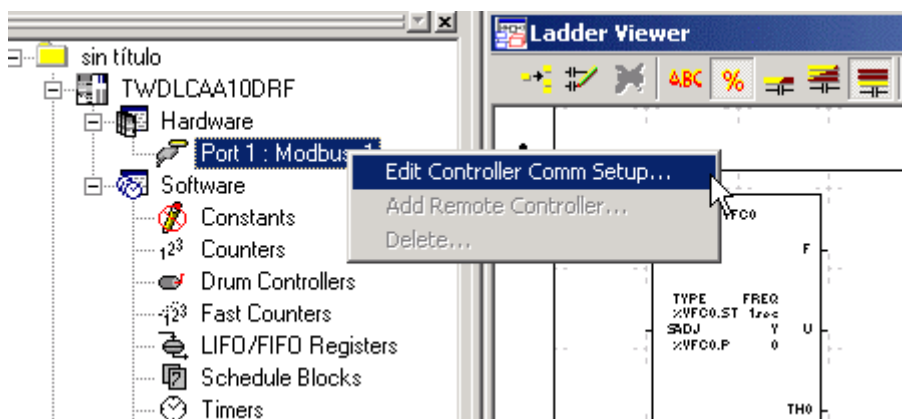 sin título
TWDLCAA10DRF
Hardware
Port 1 : Modbus, 1
Software
Constants
Counters
Drum Controllers
Fast Counters
LIFO/FIFO Registers
Schedule Blocks
Timers
Edit Controller Comm Setup...
Add Remote Controller...
Delete...
Ladder Viewer
ABC %
VFC0
F
TYPE FREQ
%VFC0.ST 1sec
ADJ Y U
%VFC0.P 0
TH0